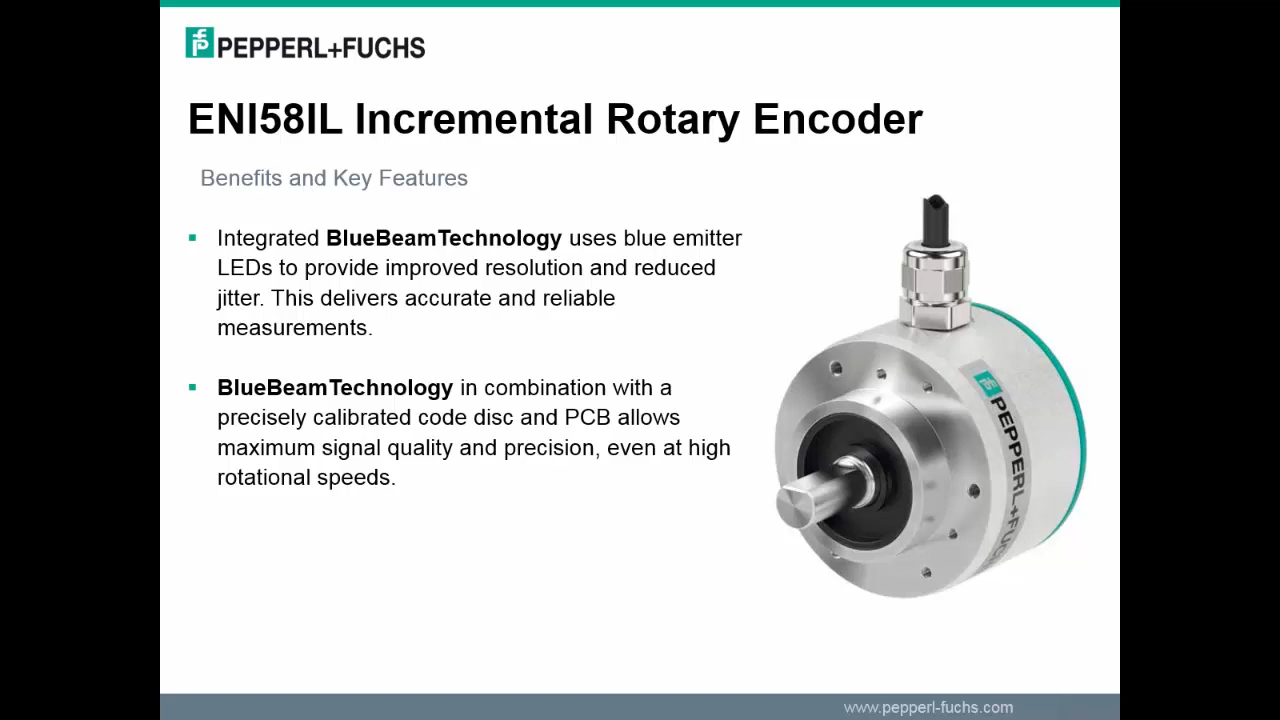 PEPPERL+FUCHS
ENI58IL Incremental Rotary Encoder
Benefits and Key Features
Integrated BlueBeamTechnology uses blue emitter
LEDs to provide improved resolution and reduced
jitter. This delivers accurate and reliable
measurements.
BlueBeamTechnology in combination with a
precisely calibrated code disc and PCB allows
maximum signal quality and precision, even at high
rotational speeds.
PEPPERL+FUCHS
www.pepperl-fuchs.com